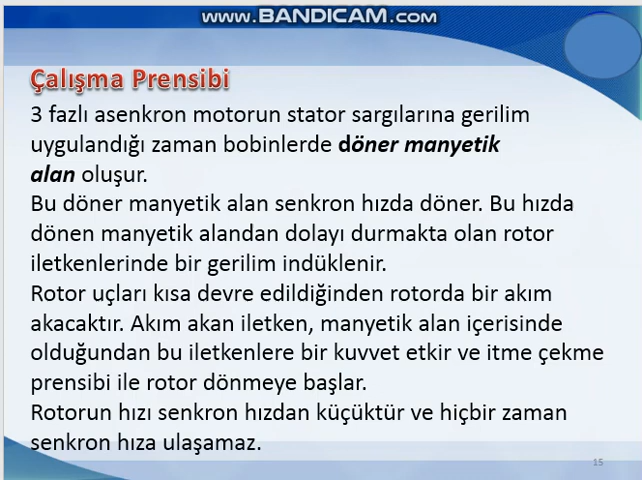 www.BANDICAM.com
Çalışma Prensibi
3 fazlı asenkron motorun stator sargılarına gerilim
uygulandığı zaman bobinlerde döner manyetik
alan oluşur.
Bu döner manyetik alan senkron hızda döner. Bu hızda
dönen manyetik alandan dolayı durmakta olan rotor
iletkenlerinde bir gerilim indüklenir.
Rotor uçları kısa devre edildiğinden rotorda bir akım
akacaktır. Akım akan iletken, manyetik alan içerisinde
olduğundan bu iletkenlere bir kuvvet etkir ve itme çekme
prensibi ile rotor dönmeye başlar.
Rotorun hızı senkron hızdan küçüktür ve hiçbir zaman
senkron hıza ulaşamaz.
15